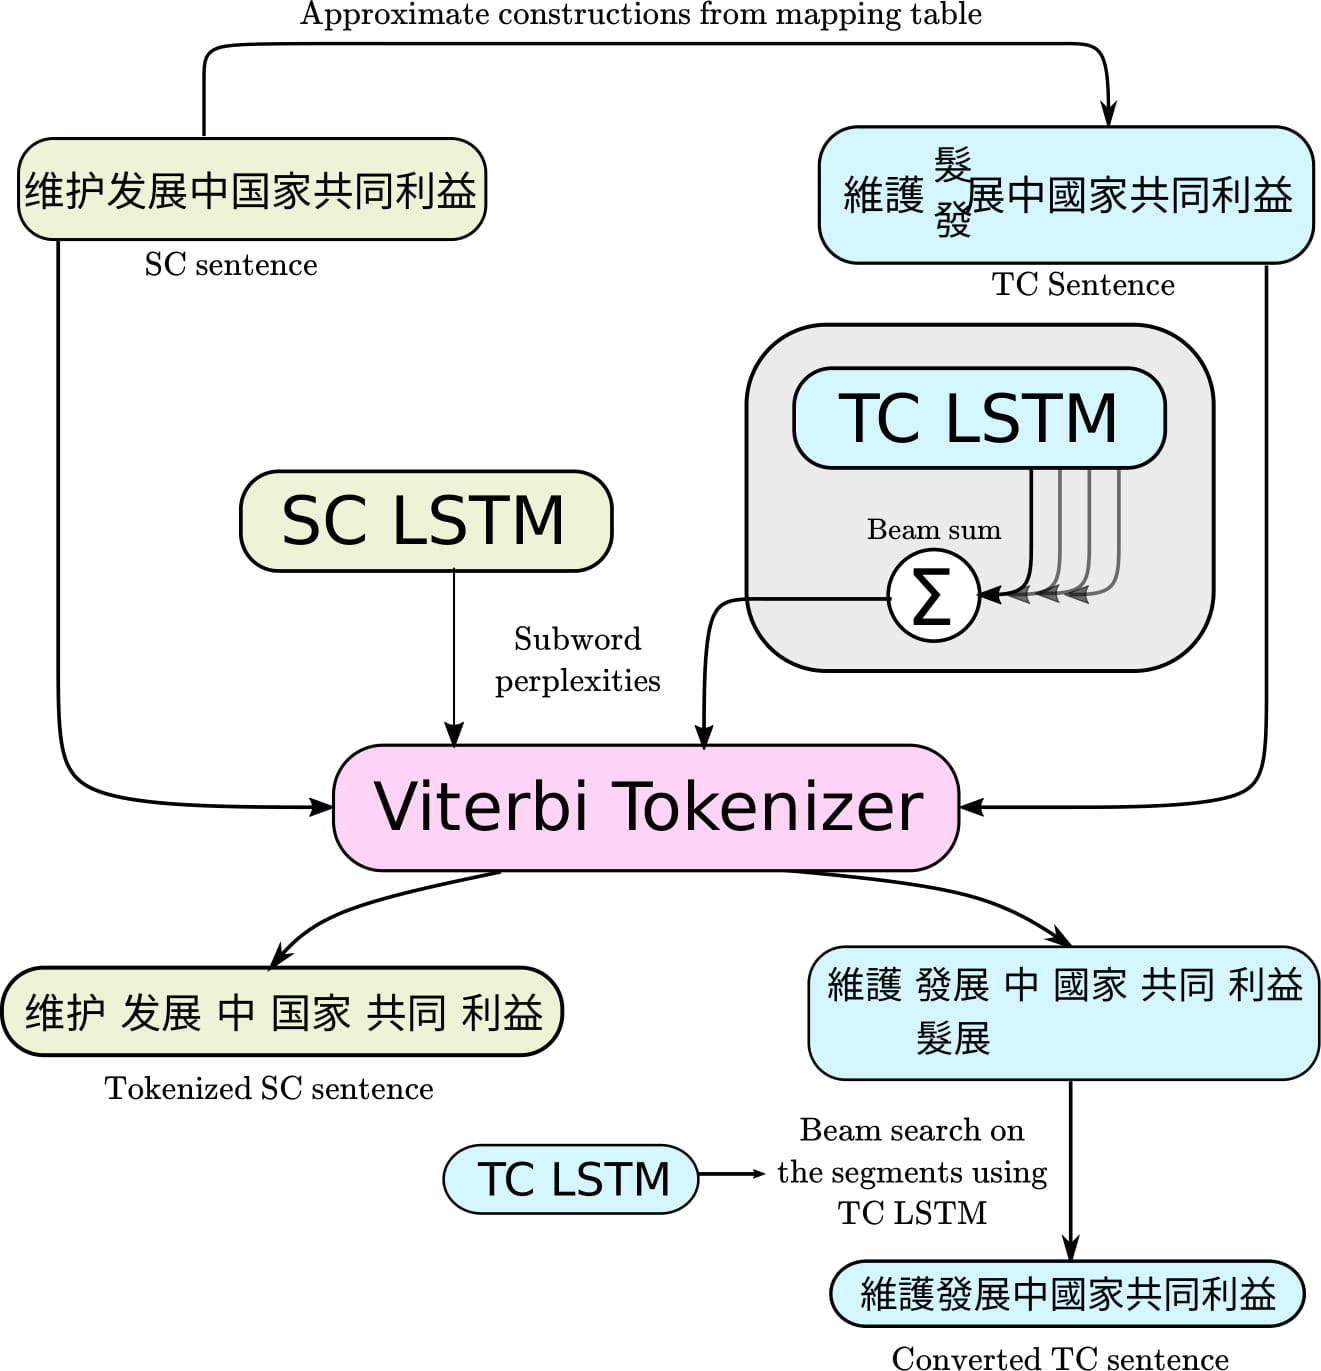 Approximate constructions from mapping table
维护发展中国家共同利益
SC sentence
髮
維護 展中國家共同利益
發
TC Sentence
TC LSTM
SC LSTM
Beam sum
Σ
Subword
perplexities
Viterbi Tokenizer
维护 发展 中 国家 共同 利益
Tokenized SC sentence
維護 發展 中 國家 共同 利益
髮展
TC LSTM
Beam search on
the segments using
TC LSTM
維護發展中國家共同利益
Converted TC sentence